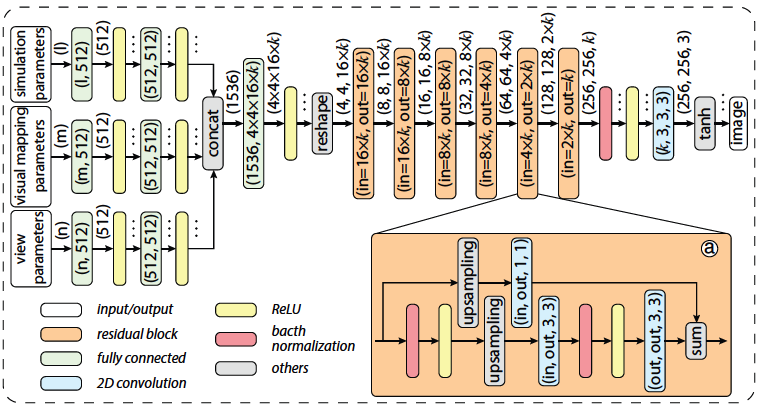 simulation
parameters
(l)
(l, 512)
(512)
...
(512, 512)
...
visual mapping
parameters
(m)
(m, 512)
(512)
...
(512, 512)
...
view
parameters
(n)
(n, 512)
(512)
...
(512, 512)
...
concat
(1536)
(1536, 4×4×16×k)
(4×4×16×k)
...
reshape
(4, 4, 16×k)
(in=16×k, out=16×k)
(8, 8, 16×k)
(in=16×k, out=8×k)
(16, 16, 8×k)
(in=8×k, out=8×k)
(32, 32, 8×k)
(in=8×k, out=4×k)
(64, 64, 4×k)
(in=4×k, out=2×k)
(128, 128, 2×k)
(in=2×k, out=k)
(256, 256, k)
...
...
(k, 3, 3, 3)
(256, 256, 3)
tanh
image
a
upsampling
(in, out, 1, 1)
upsampling
(in, out, 3, 3)
(out, out, 3, 3)
sum
input/output
residual block
fully connected
2D convolution
ReLU
bacth
normalization
others